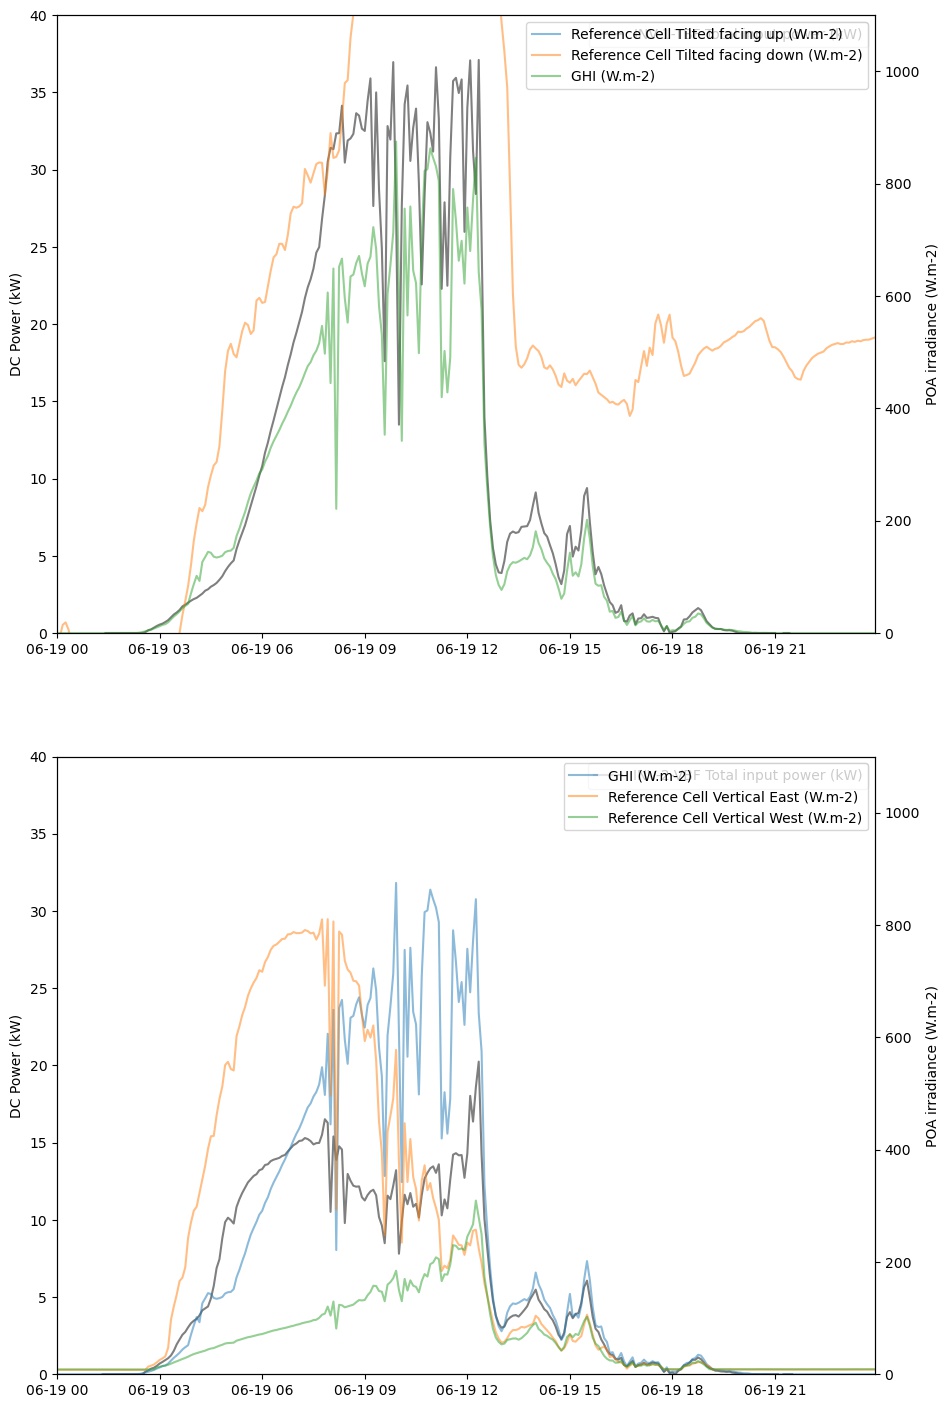 40
35
30
25
20
15
10
5
0
DC Power (kW)
Reference Cell Tilted facing up (W.m-2)
Reference Cell Tilted facing down (W.m-2)
GHI (W.m-2)
1000
800
600
400
200
0
POA irradiance (W.m-2)
06-19 00 06-19 03 06-19 06 06-19 09 06-19 12 06-19 15 06-19 18 06-19 21
40
35
30
25
20
15
10
5
0
DC Power (kW)
GHI (W.m-2) Total input power (kW)
Reference Cell Vertical East (W.m-2)
Reference Cell Vertical West (W.m-2)
1000
800
600
400
200
0
POA irradiance (W.m-2)
06-19 00 06-19 03 06-19 06 06-19 09 06-19 12 06-19 15 06-19 18 06-19 21